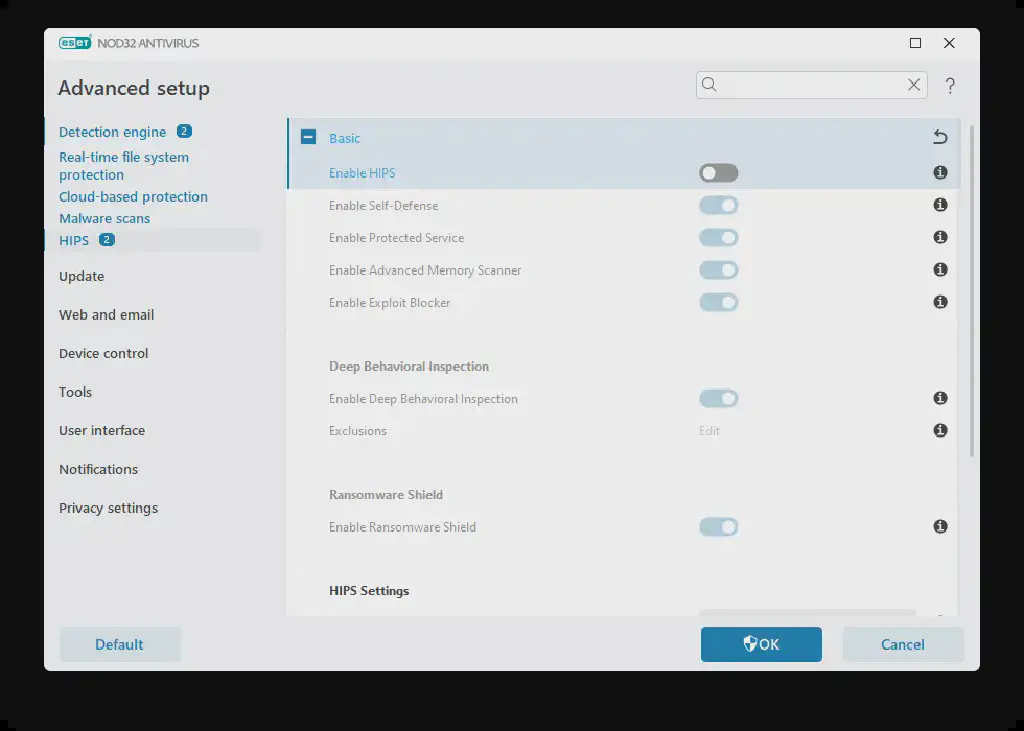 eset NOD32 ANTIVIRUS
Advanced setup
?
Detection engine 2
Real-time file system
protection
Cloud-based protection
Malware scans
HIPS 2
Update
Web and email
Device control
Tools
User interface
Notifications
Privacy settings
Basic
Enable HIPS
Enable Self-Defense
Enable Protected Service
Enable Advanced Memory Scanner
Enable Exploit Blocker
Deep Behavioral Inspection
Enable Deep Behavioral Inspection
Exclusions Edit
Ransomware Shield
Enable Ransomware Shield
HIPS Settings
Default OK Cancel